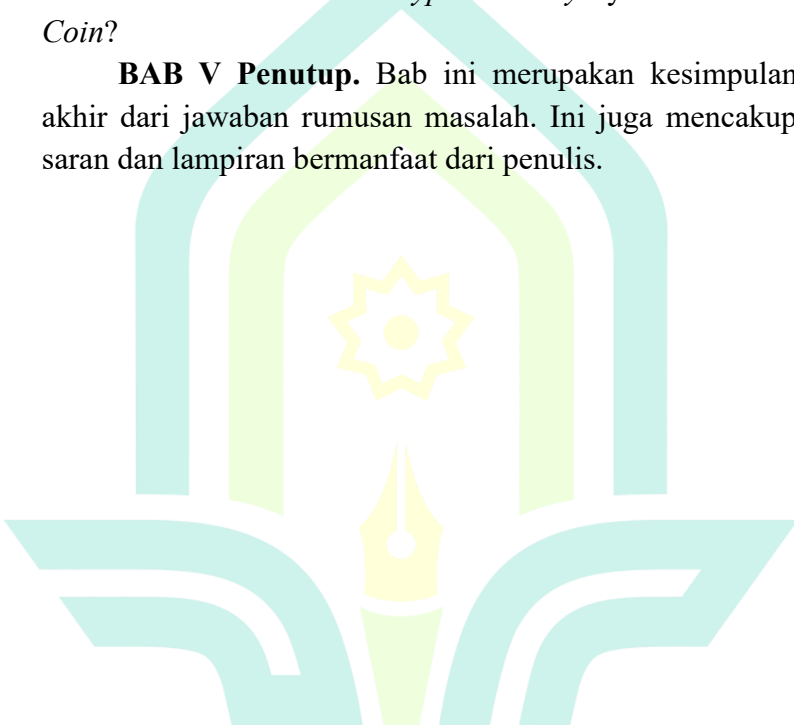 Coin?
BAB V Penutup. Bab ini merupakan kesimpulan
akhir dari jawaban rumusan masalah. Ini juga mencakup
saran dan lampiran bermanfaat dari penulis.